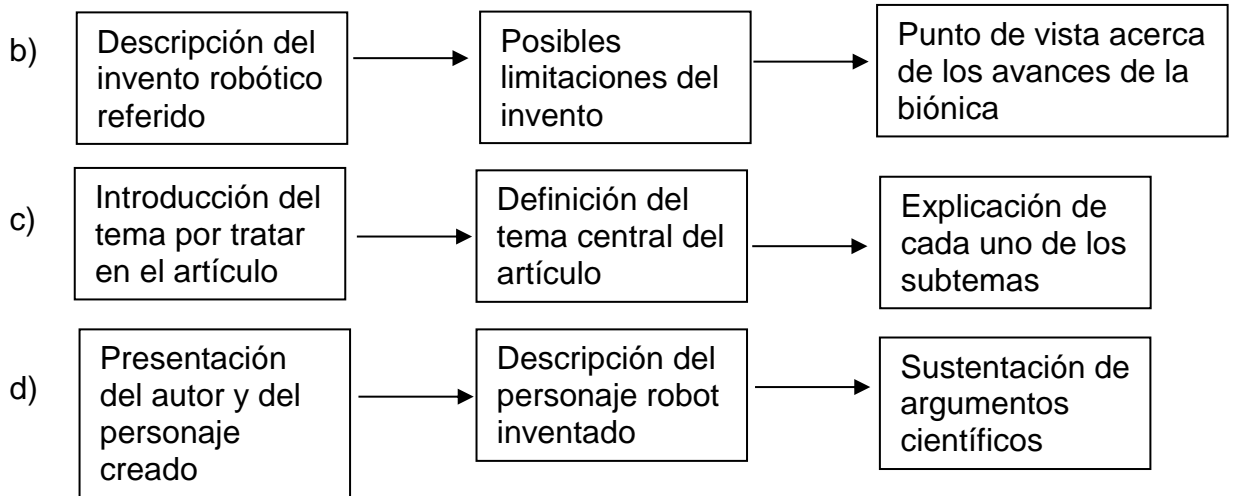 b)
Descripción del
invento robótico
referido
Posibles
limitaciones del
invento
Punto de vista acerca
de los avances de la
biónica
c)
Introducción del
tema por tratar
en el artículo
Definición del
tema central del
artículo
Explicación de
cada uno de los
subtemas
d)
Presentación
del autor y del
personaje
creado
Descripción del
personaje robot
inventado
Sustentación de
argumentos
científicos